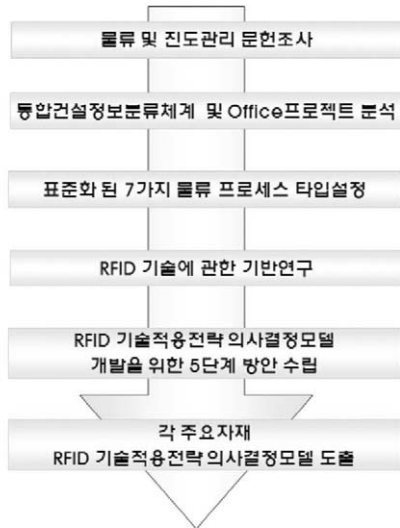 물류 및 진도관리 문헌조사
통합건설정보분류체계 및 Office프로젝트 분석
표준화 된 7가지 물류 프로세스 타입설정
RFID 기술에 관한 기반연구
RFID 기술적용전략 의사결정모델
개발을 위한 5단계 방안 수립
각 주요자재
RFID 기술적용전략 의사결정모델 도출